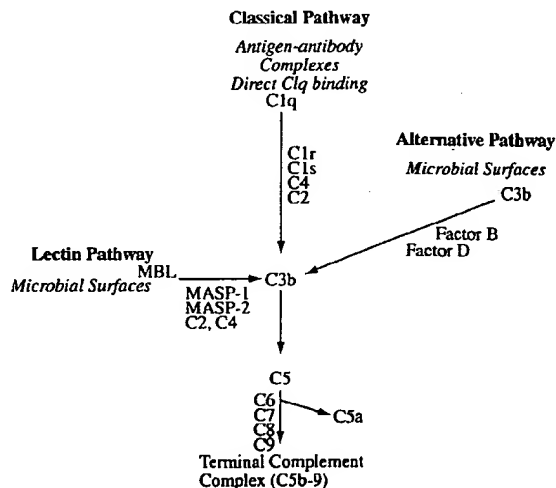 Classical Pathway
Antigen-antibody
Complexes
Direct Clq binding
C1q
C1r
C1s
C4
C2
Alternative Pathway
Microbial Surfaces
C3b
Factor B
Factor D
Lectin Pathway
MBL
Microbial Surfaces
MASP-1
MASP-2
C2, C4
C3b
C5
C6
C7
C8
C9
C5a
Terminal Complement
Complex (C5b-9)